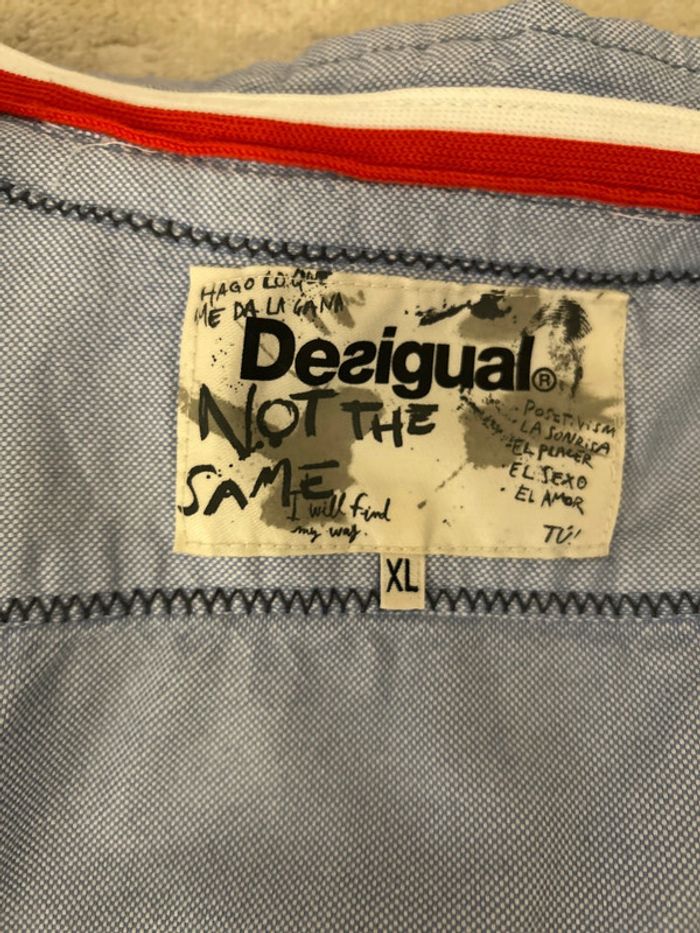 HAGO LO QUE
ME DA LA GANA
Desigual®
NOT THE
SAME
I will find
my way.
POSITIVISM
LA SONRISA
EL PLACER
EL SEXO
EL AMOR
TÚ!
XL